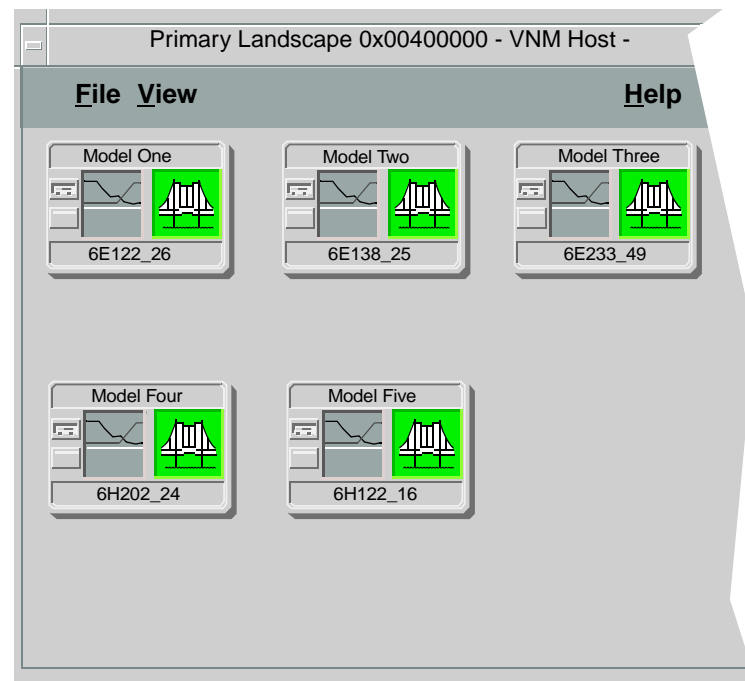 Primary Landscape 0x00400000 - VNM Host -
File View Help
Model One
6E122_26
Model Two
6E138_25
Model Three
6E233_49
Model Four
6H202_24
Model Five
6H122_16